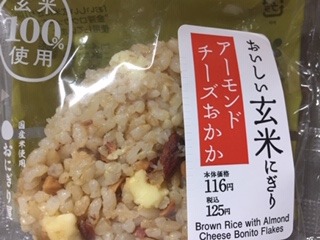 玄米
100%
使用
国産米使用
おにぎり屋
おいしい玄米にぎり
アーモンド
チーズおかか
本体価格
116円
税込
125円
Brown Rice with Almond
Cheese Bonito Flakes